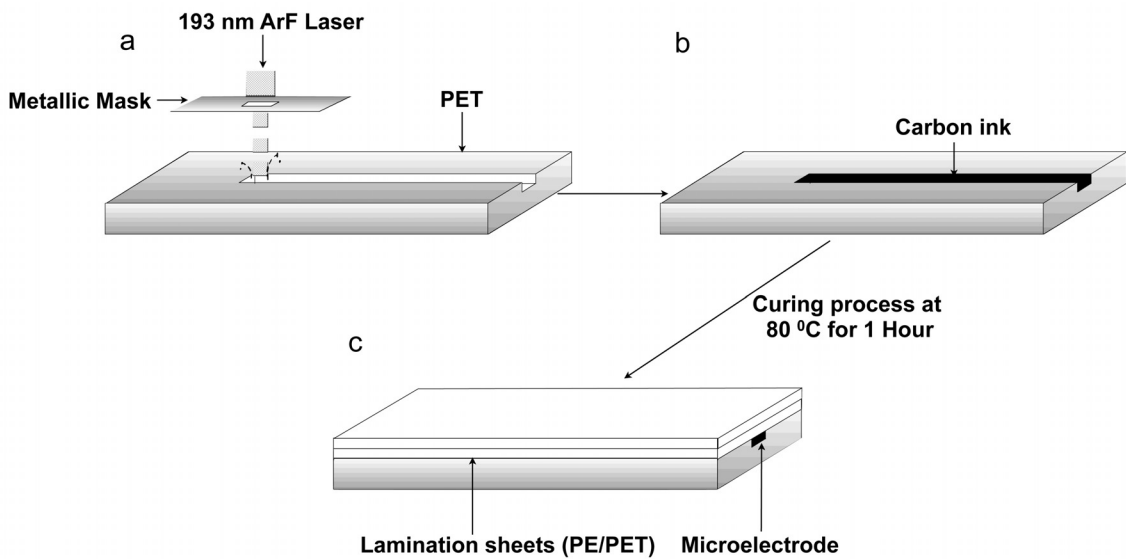 193 nm ArF Laser
a
b
Metallic Mask
PET
Carbon ink
Curing process at
80 ⁰C for 1 Hour
c
Lamination sheets (PE/PET)
Microelectrode